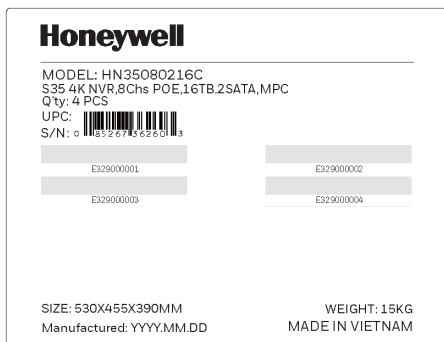 Honeywell
MODEL: HN35080216C
S35 4K NVR,8Chs POE,16TB.2SATA,MPC
Q'ty: 4 PCS
UPC:
0 85267 36260 3
S/N:
E329000001 E329000002
E329000003 E329000004
SIZE: 530X455X390MM WEIGHT: 15KG
Manufactured: YYYY.MM.DD MADE IN VIETNAM